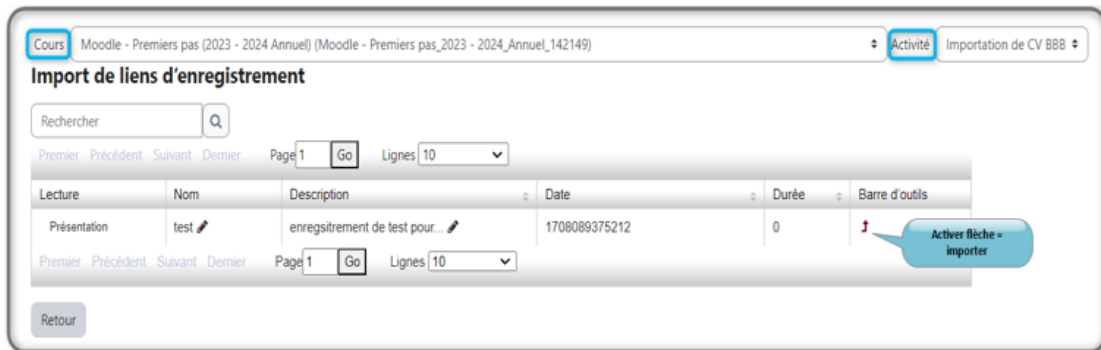 Cours Moodle - Premiers pas (2023 - 2024 Annuel) (Moodle - Premiers pas_2023 - 2024_Annuel_142149) Activité Importation de CV BBB
Import de liens d'enregistrement
Rechercher
Premier Précédent Suivant Dernier Page 1 Go Lignes 10
Lecture Nom Description Date Durée Barre d'outils
Présentation test enregsitrement de test pour... 1708089375212 0
Activer flèche =
importer
Premier Précédent Suivant Dernier Page 1 Go Lignes 10
Retour